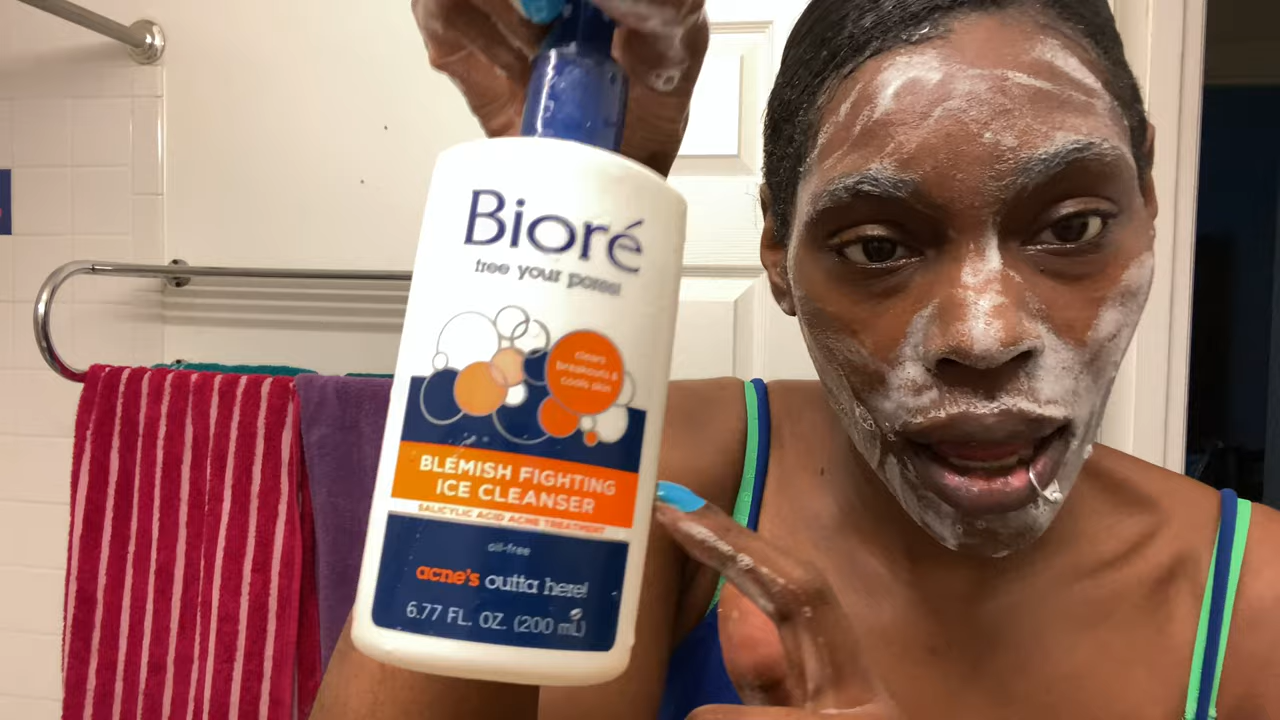 Bioré
free your pores!
clears
breakouts &
cools skin
BLEMISH FIGHTING
ICE CLEANSER
SALICYLIC ACID ACNE TREATMENT
oil-free
acne's outta here!
6.77 FL. OZ. (200 mL)